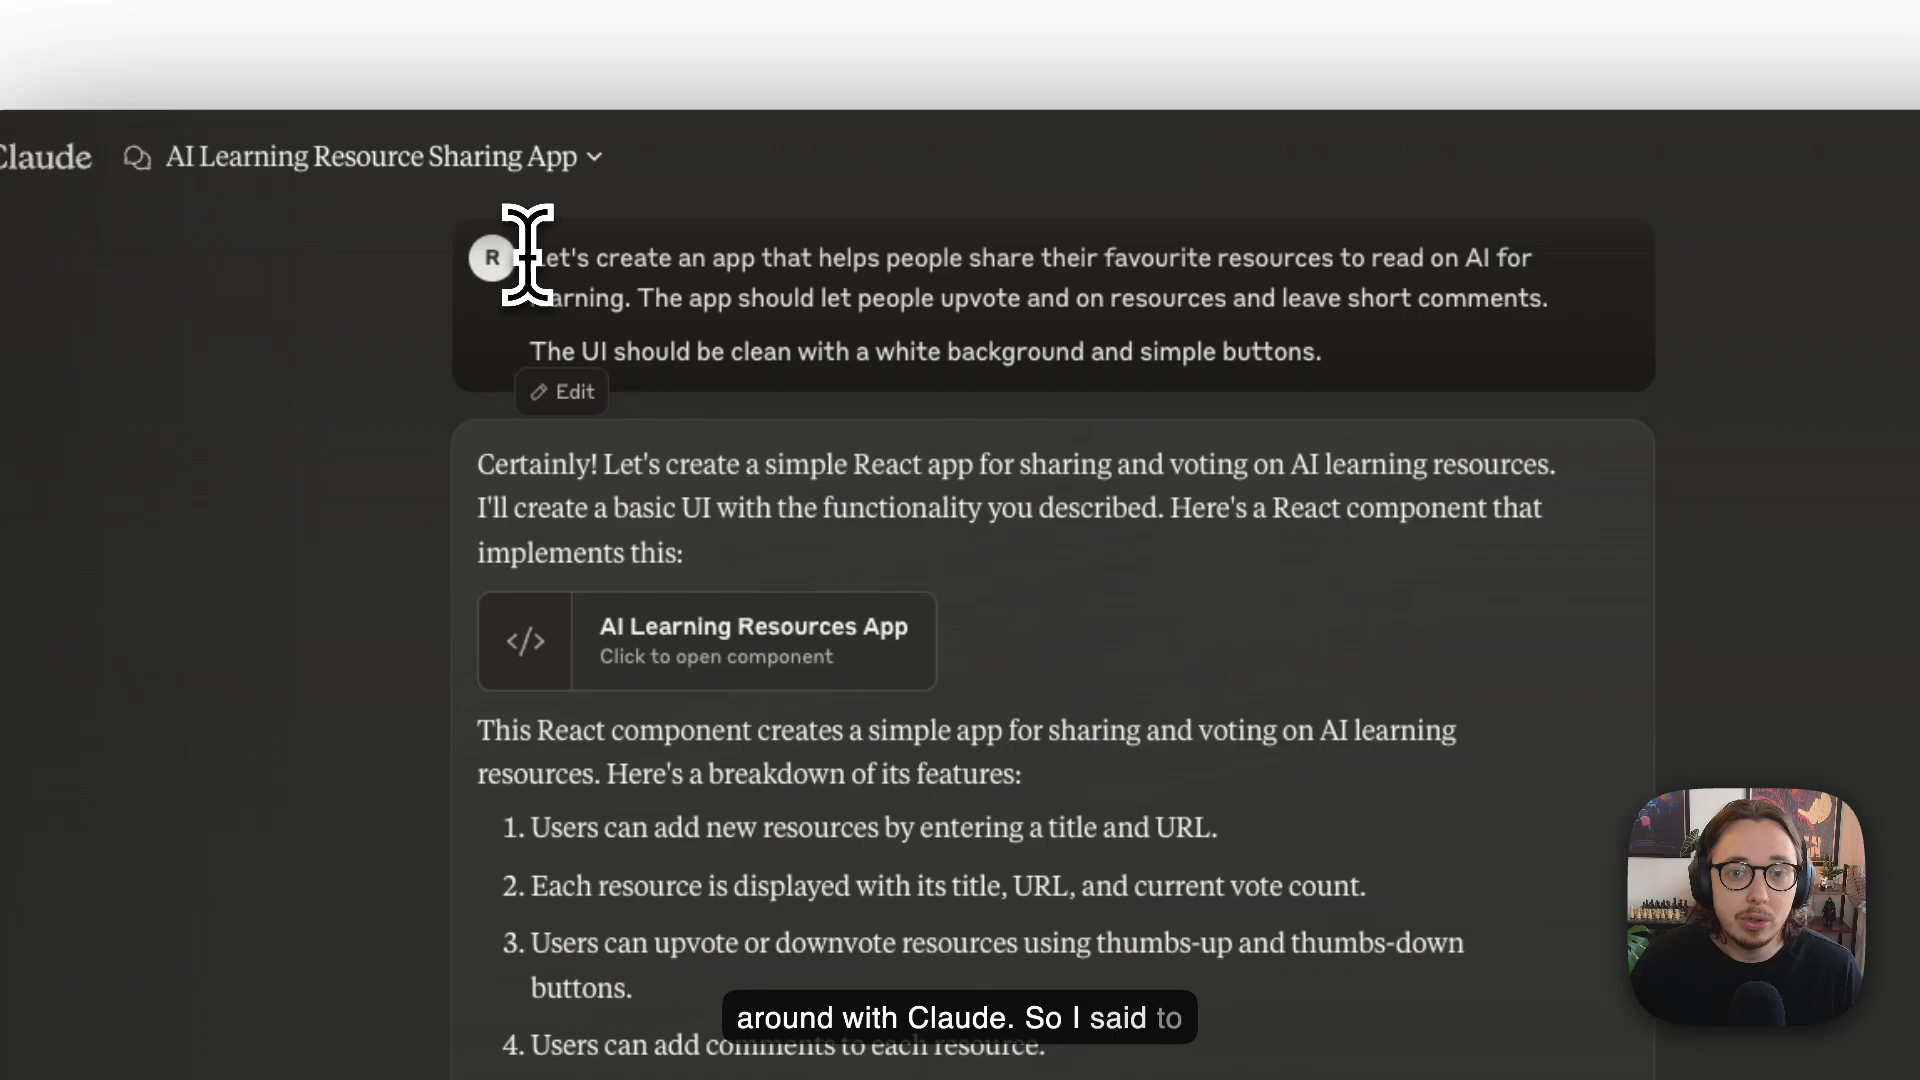 Claude
AI Learning Resource Sharing App
R
Let's create an app that helps people share their favourite resources to read on AI for
arning. The app should let people upvote and on resources and leave short comments.
The UI should be clean with a white background and simple buttons.
Edit
Certainly! Let's create a simple React app for sharing and voting on AI learning resources.
I'll create a basic UI with the functionality you described. Here's a React component that
implements this:
</>
AI Learning Resources App
Click to open component
This React component creates a simple app for sharing and voting on AI learning
resources. Here's a breakdown of its features:
1. Users can add new resources by entering a title and URL.
2. Each resource is displayed with its title, URL, and current vote count.
3. Users can upvote or downvote resources using thumbs-up and thumbs-down
buttons.
around with Claude. So I said to
4. Users can add comments to each resource.